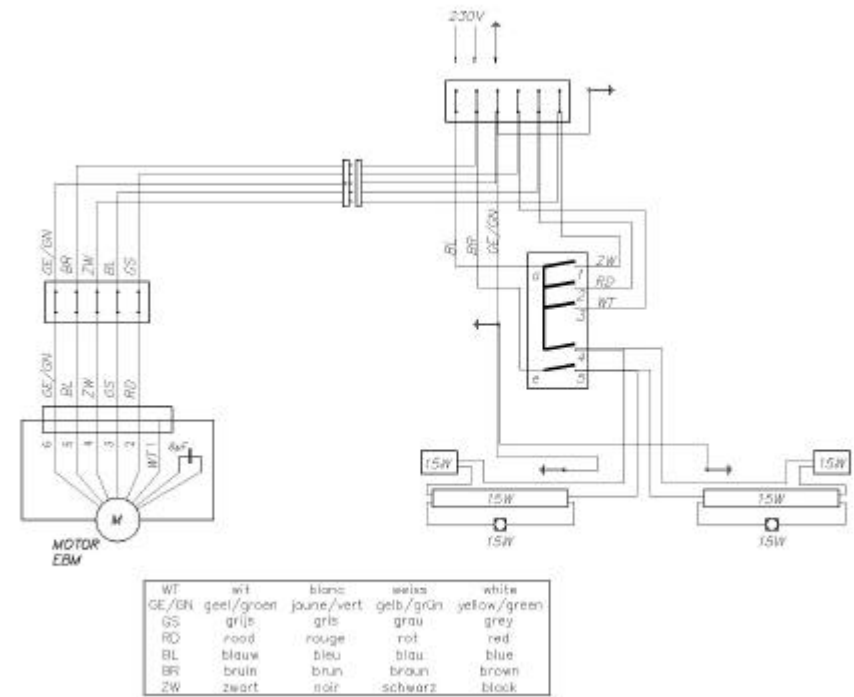 230V
GE/GN BR ZW BL GS
BL BR GE/GN
a 1 ZW
2 RD
3 WT
4
e 5
GE/GN BL ZW GS RD
6 5 4 3 2 WT 1 8µF
M
MOTOR
EBM
15W 15W
15W 15W
15W 15W
WT wit blanc weiss white
GE/GN geel/groen jaune/vert gelb/grün yellow/green
GS grijs gris grau grey
RD rood rouge rot red
BL blauw bleu blau blue
BR bruin brun braun brown
ZW zwart noir schwarz black